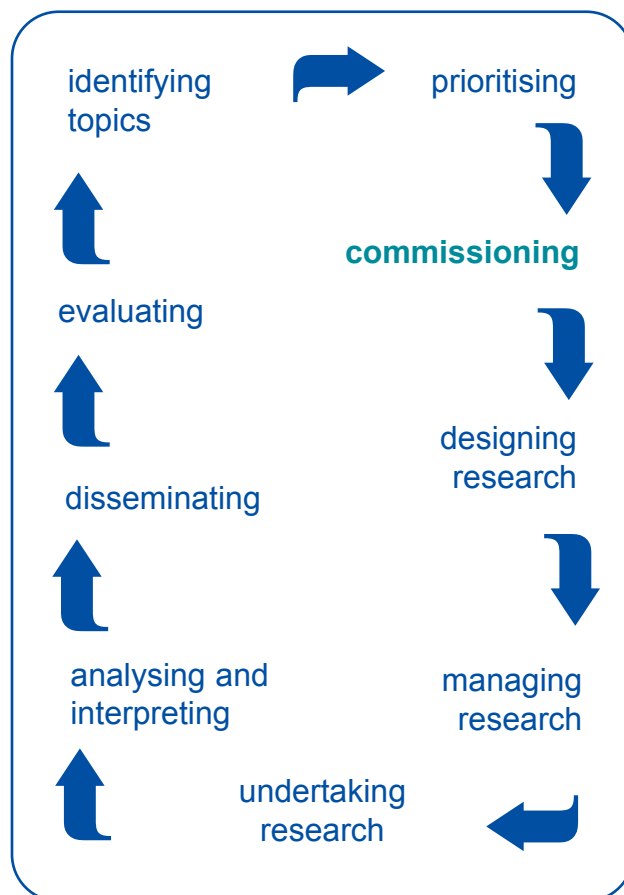 identifying
topics
prioritising
commissioning
designing
research
managing
research
undertaking
research
analysing and
interpreting
disseminating
evaluating